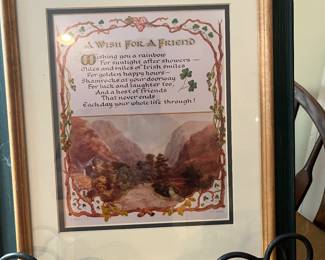 A Wish For A Friend
Wishing you a rainbow
For sunlight after showers—
Miles and miles of Irish smiles
For golden happy hours—
Shamrocks at your doorway
For luck and laughter too,
And a host of friends
That never ends
Each day your whole life through!